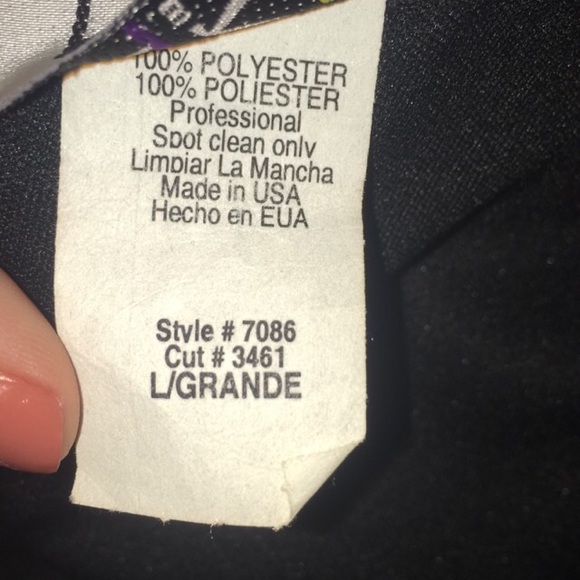 100% POLYESTER
100% POLIESTER
Professional
Spot clean only
Limpiar La Mancha
Made in USA
Hecho en EUA
Style # 7086
Cut # 3461
L/GRANDE